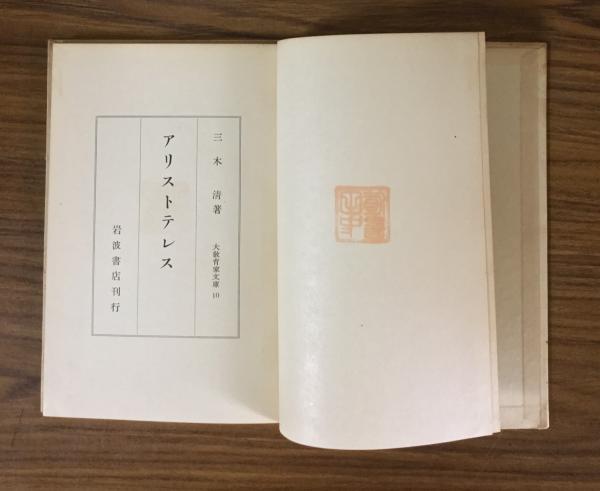 三木 清著 大教育家文庫 10
アリストテレス
岩波書店刊行